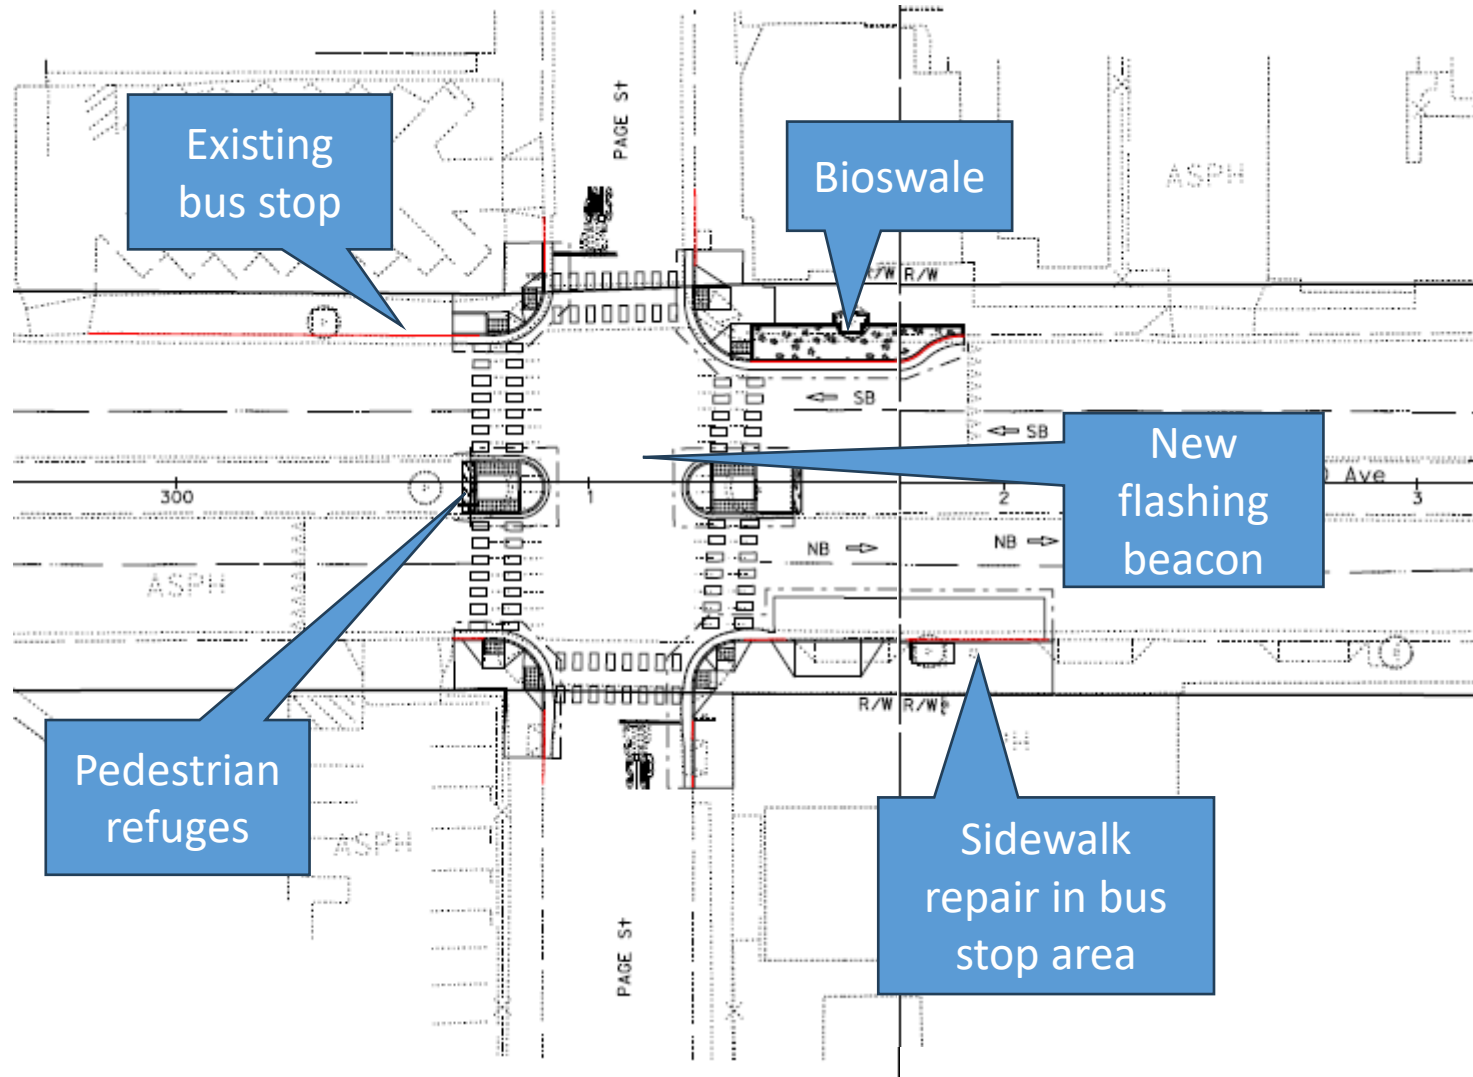 PAGE St
Existing
bus stop
Bioswale
ASPH
R/W R/W
SB
SB
New
flashing
beacon
300
1
2
Ave
3
NB
NB
ASPH
R/W R/W
Pedestrian
refuges
ASPH
Sidewalk
repair in bus
stop area
PAGE St